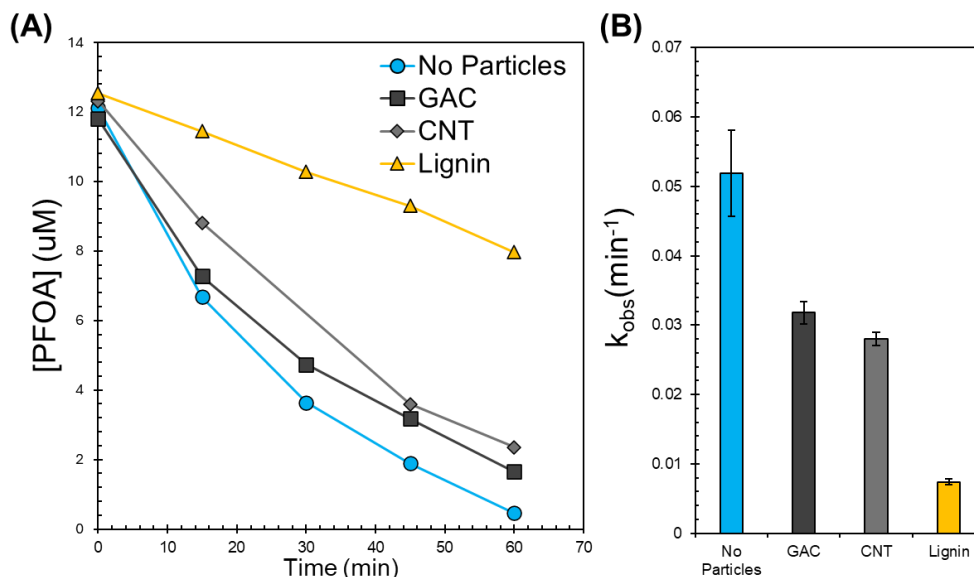 (A)
14
12
10
8
6
4
2
0
[PFOA] (uM)
No Particles
GAC
CNT
Lignin
0 10 20 30 40 50 60 70
Time (min)
(B)
0.07
0.06
0.05
0.04
0.03
0.02
0.01
0
k_obs(min⁻¹)
No
Particles
GAC
CNT
Lignin